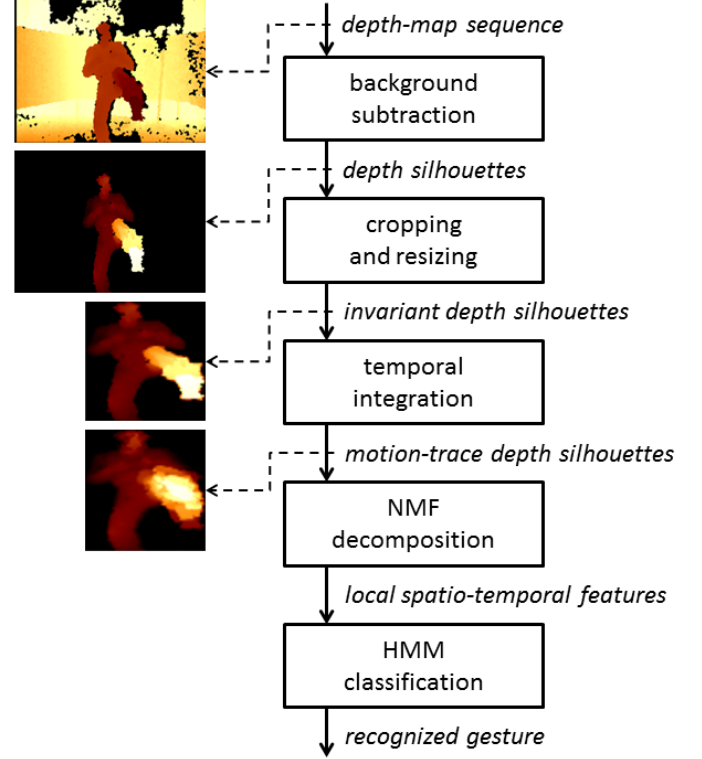 depth-map sequence
background
subtraction
depth silhouettes
cropping
and resizing
invariant depth silhouettes
temporal
integration
motion-trace depth silhouettes
NMF
decomposition
local spatio-temporal features
HMM
classification
recognized gesture